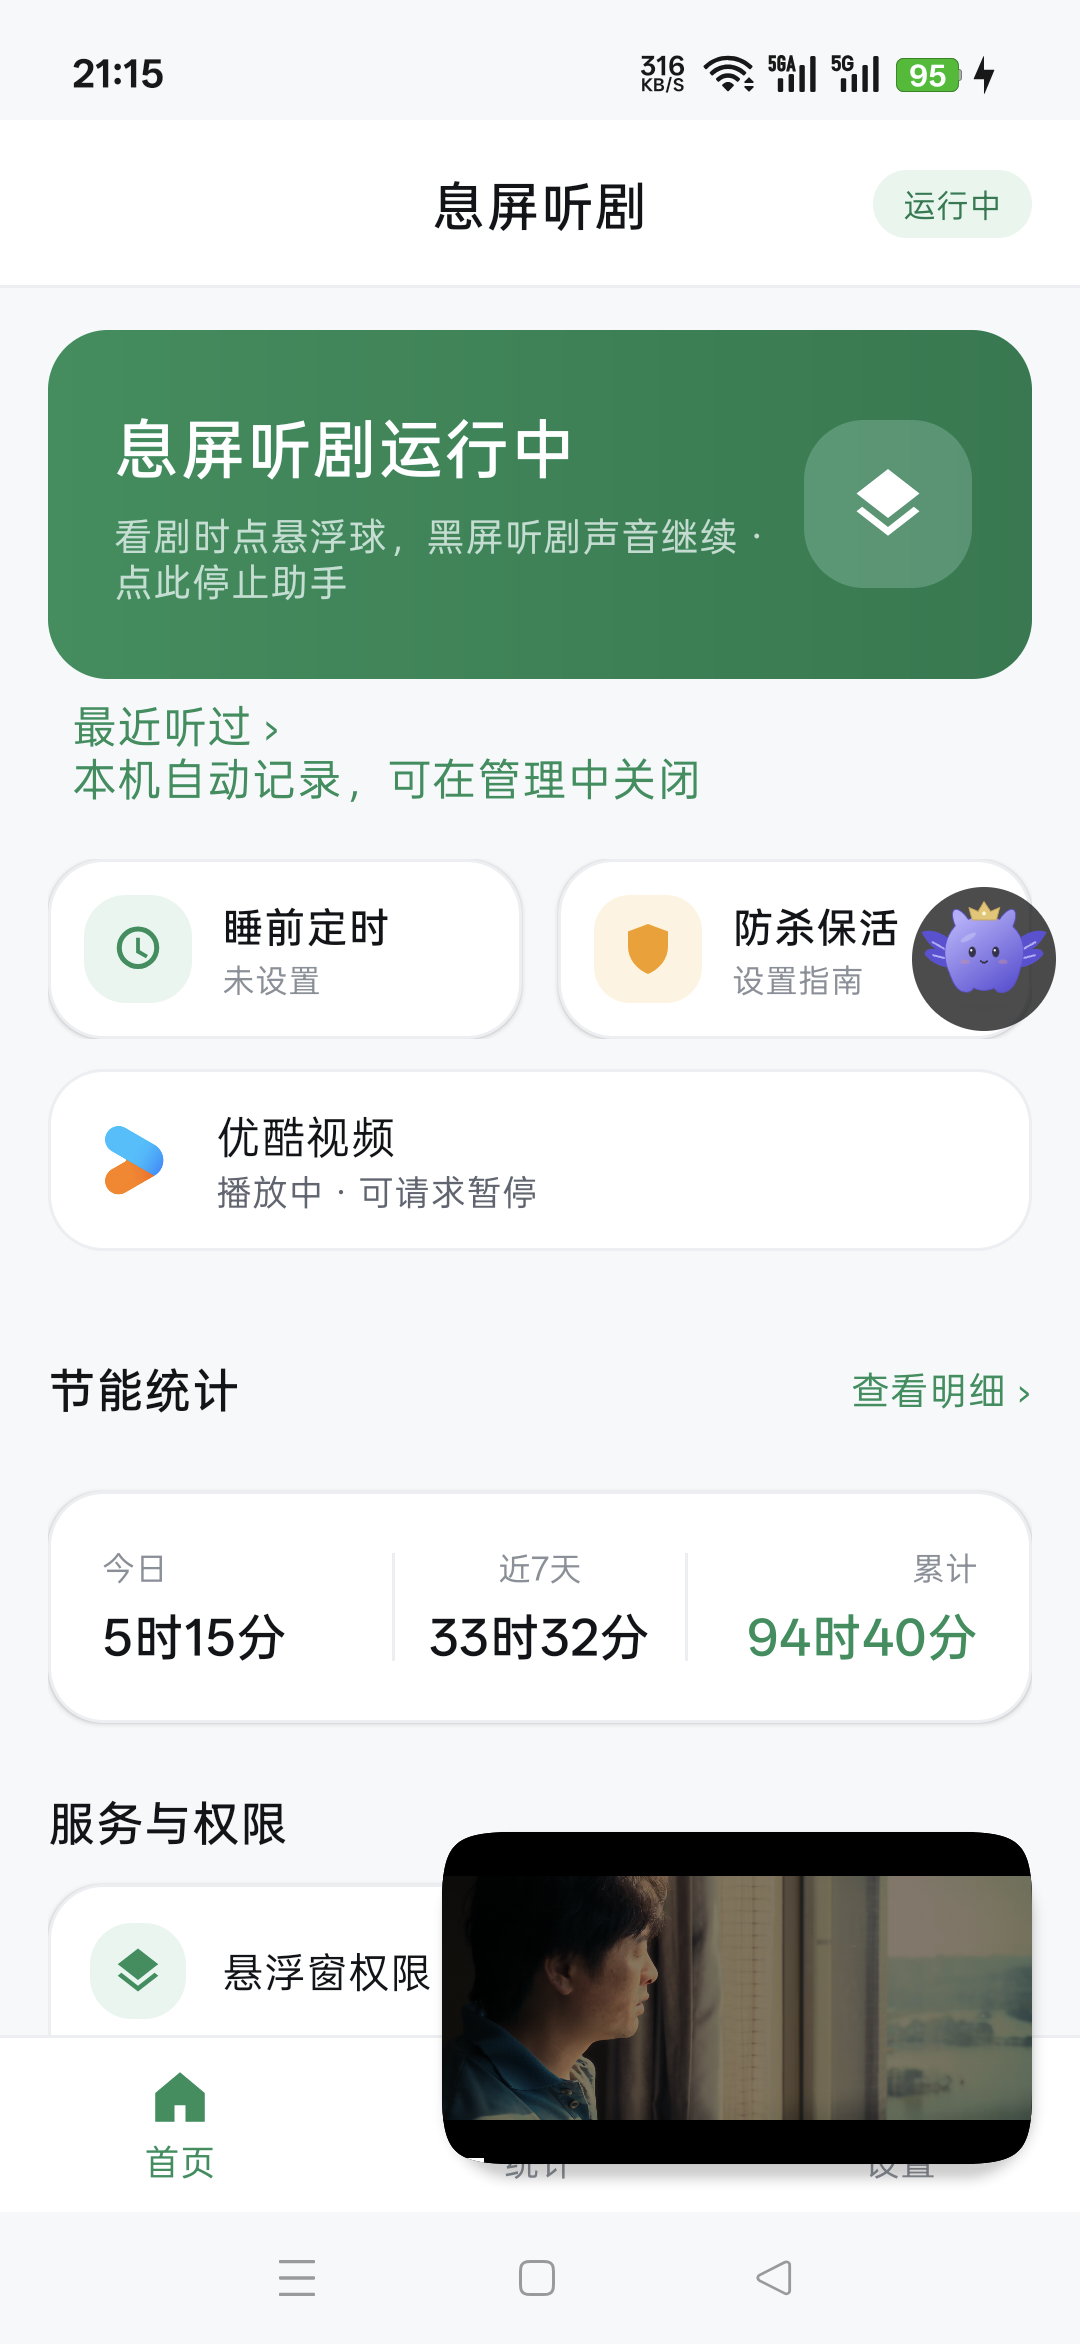 21:15
316 KB/S 5GA 5G 95
息屏听剧
运行中
息屏听剧运行中
看剧时点悬浮球，黑屏听剧声音继续 ·
点此停止助手
最近听过 ›
本机自动记录，可在管理中关闭
睡前定时
未设置
防杀保活
设置指南
优酷视频
播放中 · 可请求暂停
节能统计
查看明细 ›
今日
5时15分
近7天
33时32分
累计
94时40分
服务与权限
悬浮窗权限
首页
统计
设置